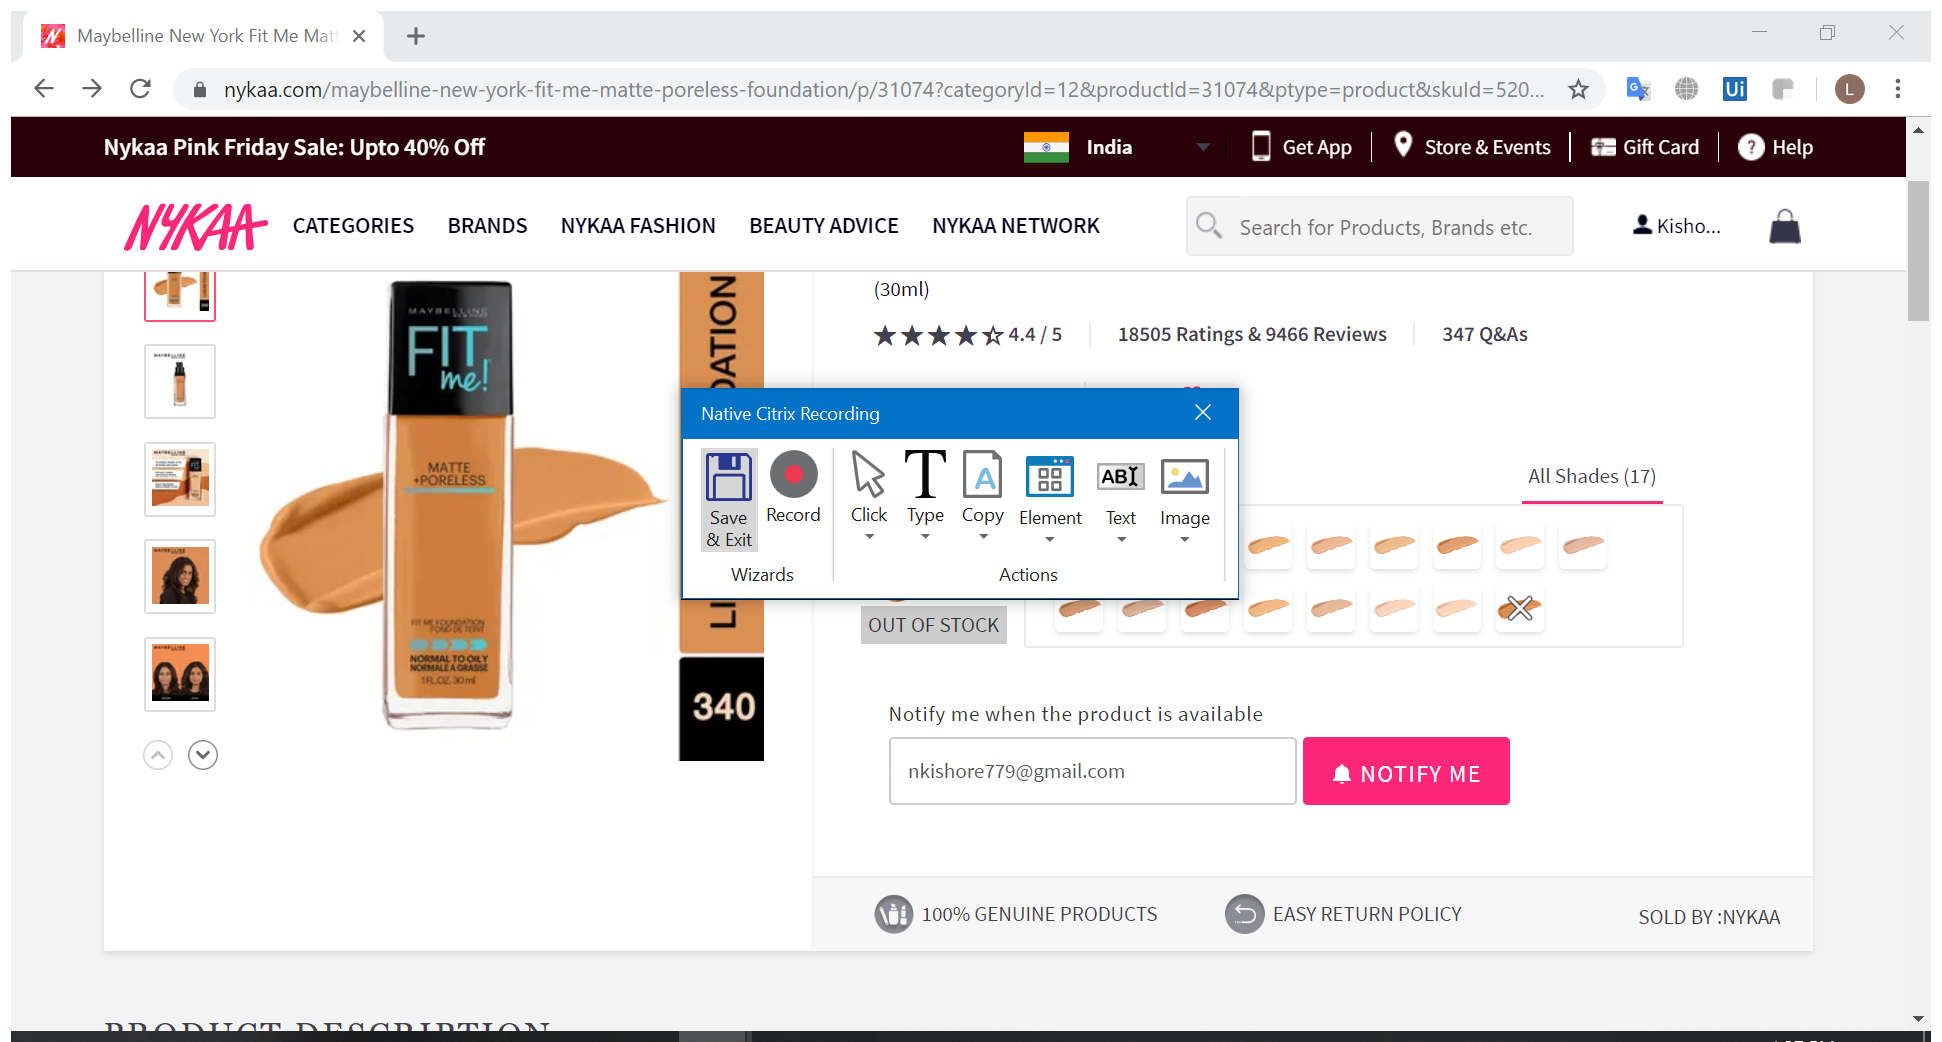 Maybelline New York Fit Me Matt
nykaa.com/maybelline-new-york-fit-me-matte-poreless-foundation/p/31074?categoryId=12&productId=31074&ptype=product&skuId=520...
Ui
L
Nykaa Pink Friday Sale: Upto 40% Off
India
Get App
Store & Events
Gift Card
? Help
NYKAA
CATEGORIES
BRANDS
NYKAA FASHION
BEAUTY ADVICE
NYKAA NETWORK
Search for Products, Brands etc.
Kisho...
(30ml)
4.4 / 5
18505 Ratings & 9466 Reviews
347 Q&As
MAYBELLINE
FIT
me!
MATTE
+PORELESS
FIT ME FOUNDATION
FOND DE TEINT
NORMAL TO OILY
NORMALE A GRASSE
1 FL.OZ. 30 ml
340
Native Citrix Recording
Save
& Exit
Record
Click
Type
Copy
Element
Text
Image
Wizards
Actions
All Shades (17)
OUT OF STOCK
Notify me when the product is available
nkishore779@gmail.com
NOTIFY ME
100% GENUINE PRODUCTS
EASY RETURN POLICY
SOLD BY :NYKAA
PRODUCT DESCRIPTION